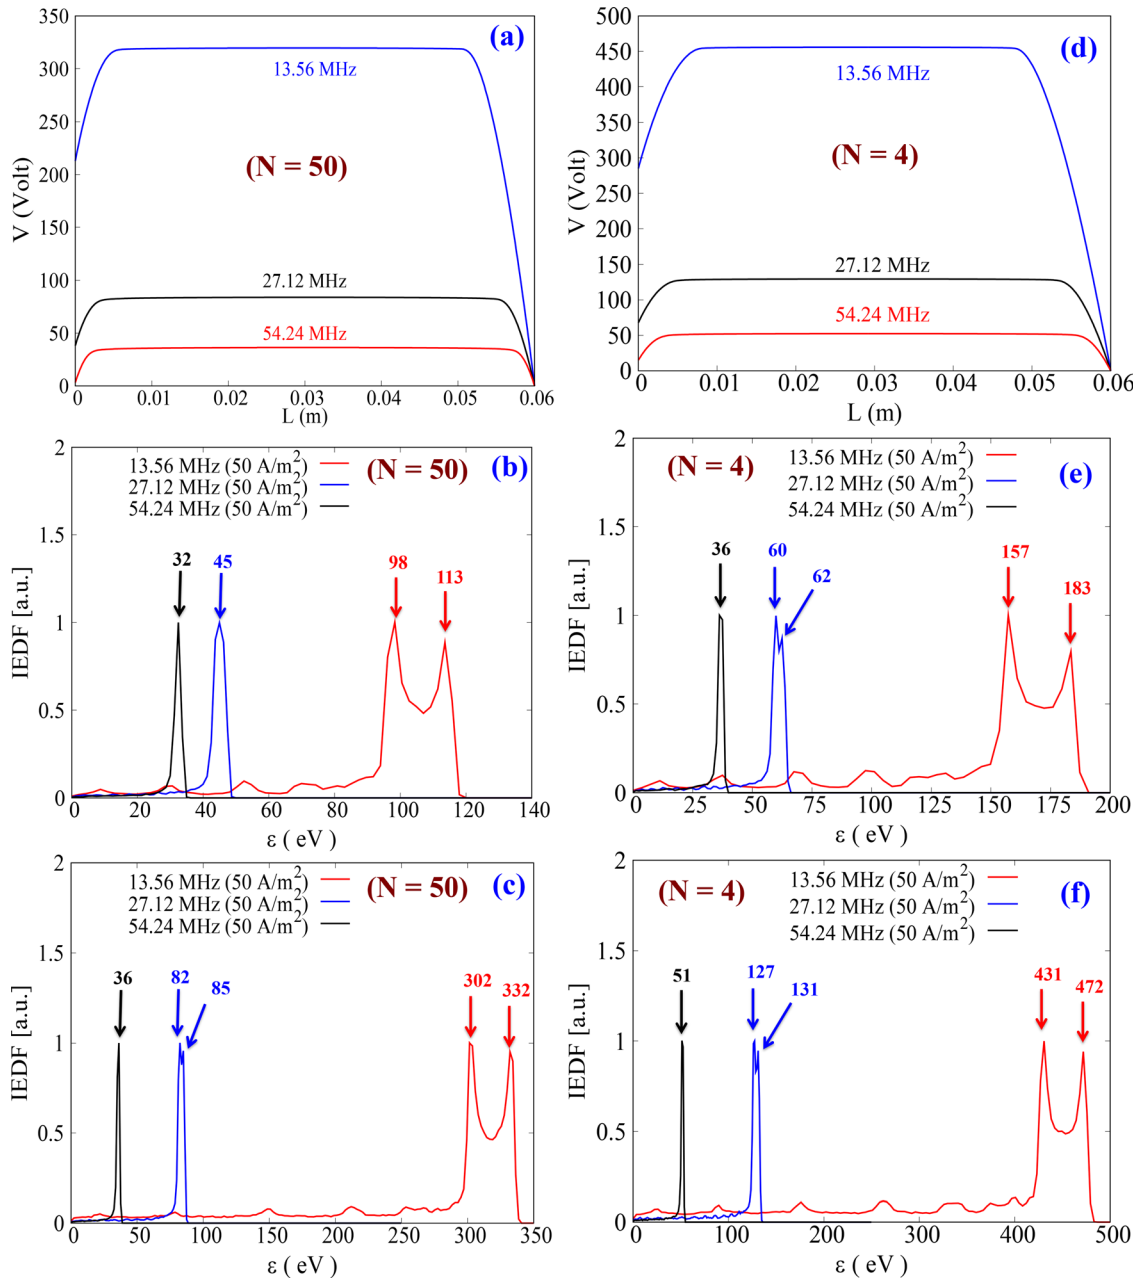 350
300
250
200
150
100
50
0
V (Volt)
(a)
13.56 MHz
(N = 50)
27.12 MHz
54.24 MHz
0 0.01 0.02 0.03 0.04 0.05 0.06
L (m)
500
450
400
350
300
250
200
150
100
50
0
V (Volt)
(d)
13.56 MHz
(N = 4)
27.12 MHz
54.24 MHz
0 0.01 0.02 0.03 0.04 0.05 0.06
L (m)
2
1.5
1
0.5
0
IEDF [a.u.]
13.56 MHz (50 A/m²)
27.12 MHz (50 A/m²)
54.24 MHz (50 A/m²)
(N = 50)
(b)
32 45 98 113
0 20 40 60 80 100 120 140
ε ( eV )
2
1.5
1
0.5
0
IEDF [a.u.]
(N = 4)
13.56 MHz (50 A/m²)
27.12 MHz (50 A/m²)
54.24 MHz (50 A/m²)
(e)
36 60 62 157 183
0 25 50 75 100 125 150 175 200
ε ( eV )
2
1.5
1
0.5
0
IEDF [a.u.]
13.56 MHz (50 A/m²)
27.12 MHz (50 A/m²)
54.24 MHz (50 A/m²)
(N = 50)
(c)
36 82 85 302 332
0 50 100 150 200 250 300 350
ε ( eV )
2
1.5
1
0.5
0
IEDF [a.u.]
(N = 4)
13.56 MHz (50 A/m²)
27.12 MHz (50 A/m²)
54.24 MHz (50 A/m²)
(f)
51 127 131 431 472
0 100 200 300 400 500
ε ( eV )